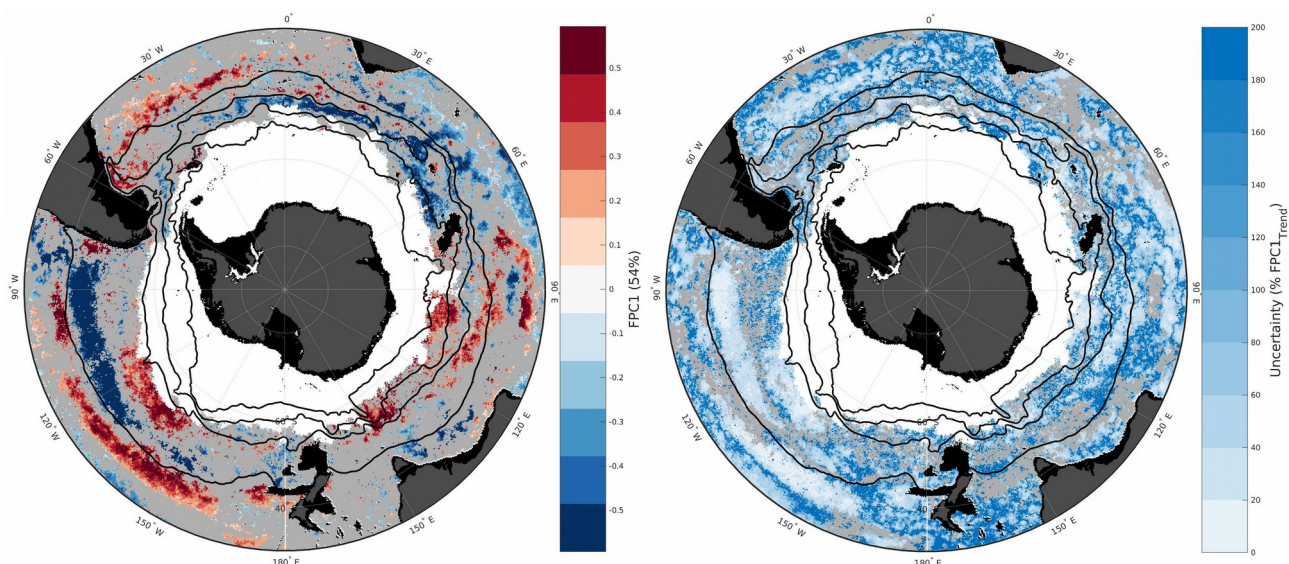 0°
30° E
60° E
90° E
120° E
150° E
180° E
150° W
120° W
90° W
60° W
30° W
40°
0.5
0.4
0.3
0.2
0.1
0
-0.1
-0.2
-0.3
-0.4
-0.5
FPC1 (54%)
0°
30° E
60° E
90° E
120° E
150° E
180° E
150° W
120° W
90° W
60° W
30° W
200
180
160
140
120
100
80
60
40
20
0
Uncertainty (% FPC1Trend)